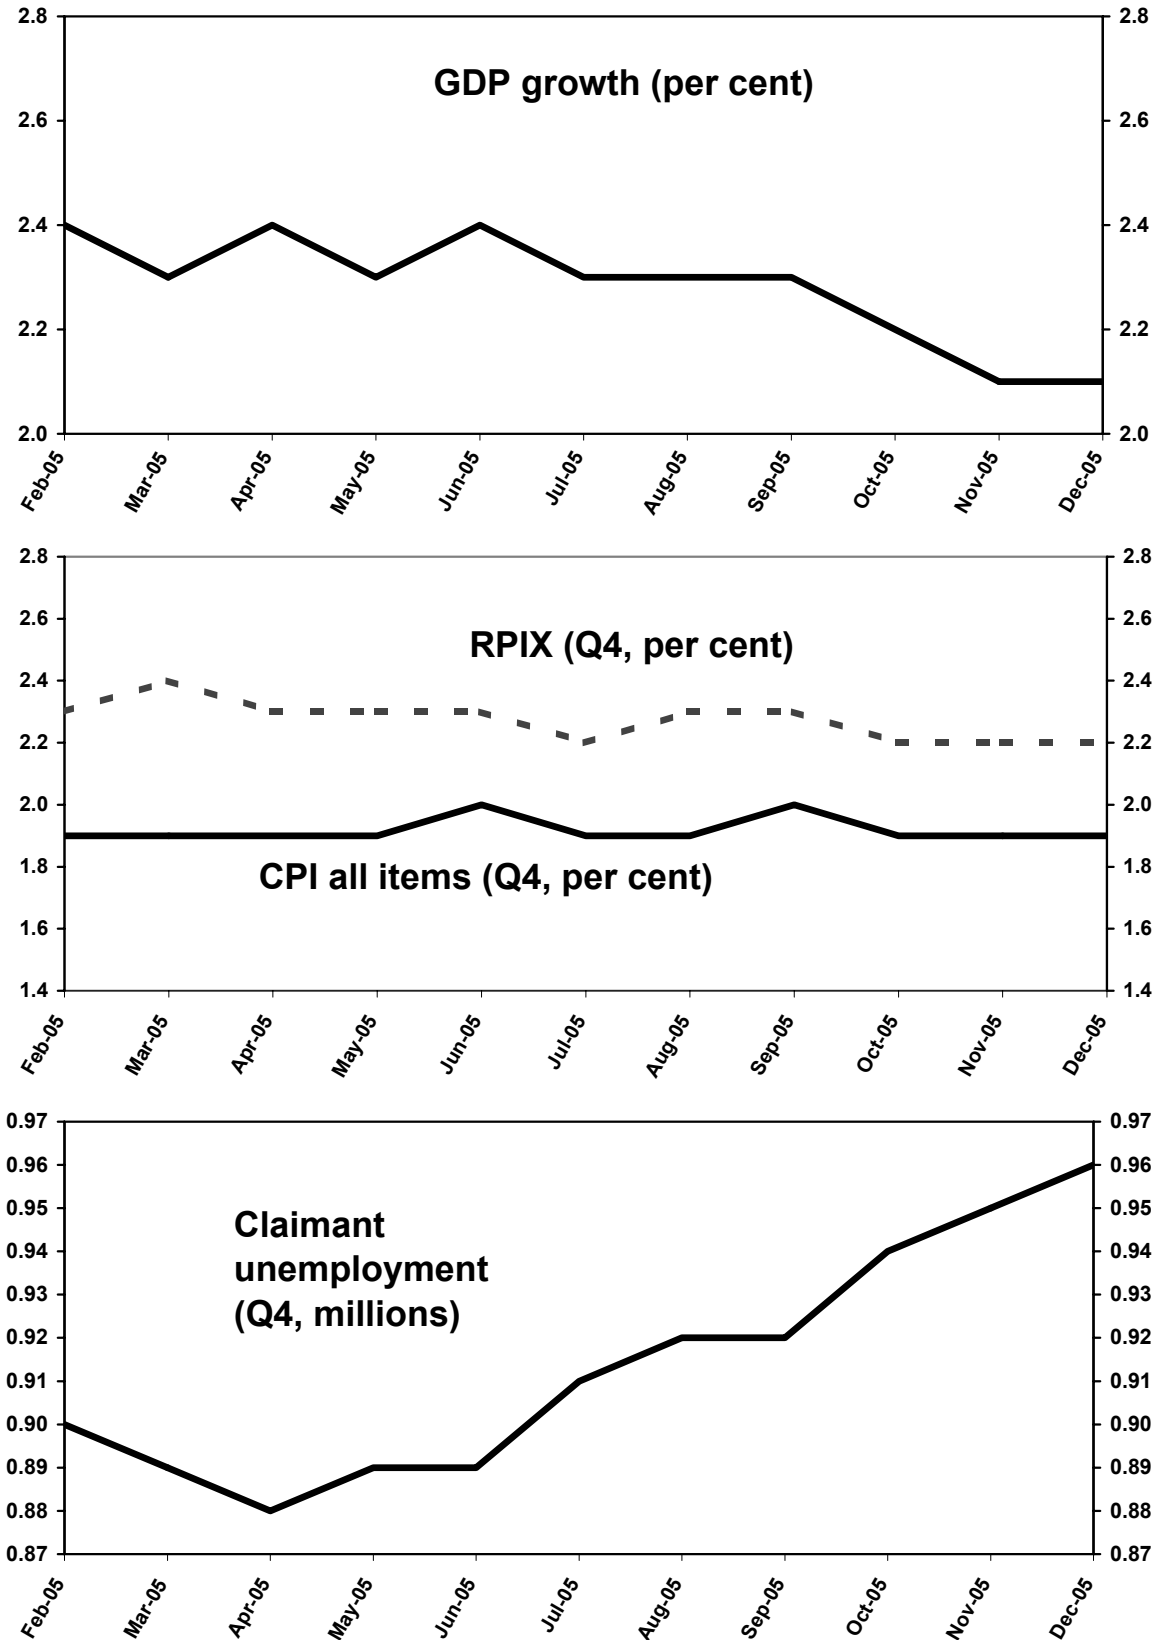 2.8 2.8
GDP growth (per cent)
2.6 2.6
2.4 2.4
2.2 2.2
2.0 2.0
Feb-05 Mar-05 Apr-05 May-05 Jun-05 Jul-05 Aug-05 Sep-05 Oct-05 Nov-05 Dec-05
2.8 2.8
2.6 2.6
RPIX (Q4, per cent)
2.4 2.4
2.2 2.2
2.0 2.0
1.8 1.8
CPI all items (Q4, per cent)
1.6 1.6
1.4 1.4
Feb-05 Mar-05 Apr-05 May-05 Jun-05 Jul-05 Aug-05 Sep-05 Oct-05 Nov-05 Dec-05
0.97 0.97
0.96 0.96
0.95 0.95
Claimant
0.94 0.94
unemployment
0.93 0.93
(Q4, millions)
0.92 0.92
0.91 0.91
0.90 0.90
0.89 0.89
0.88 0.88
0.87 0.87
Feb-05 Mar-05 Apr-05 May-05 Jun-05 Jul-05 Aug-05 Sep-05 Oct-05 Nov-05 Dec-05